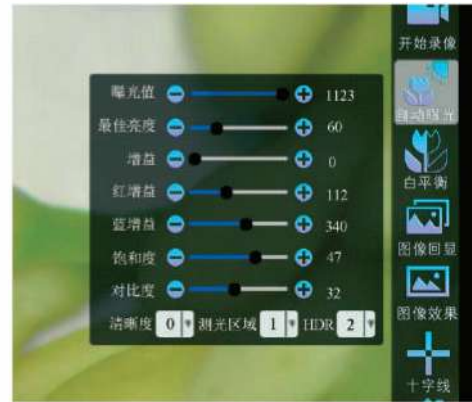 开始录像
曝光值 1123
自动曝光
最佳亮度 60
增益 0
白平衡
红增益 112
蓝增益 340
图像回显
饱和度 47
对比度 32
图像效果
清晰度 0 测光区域 1 HDR 2
十字线